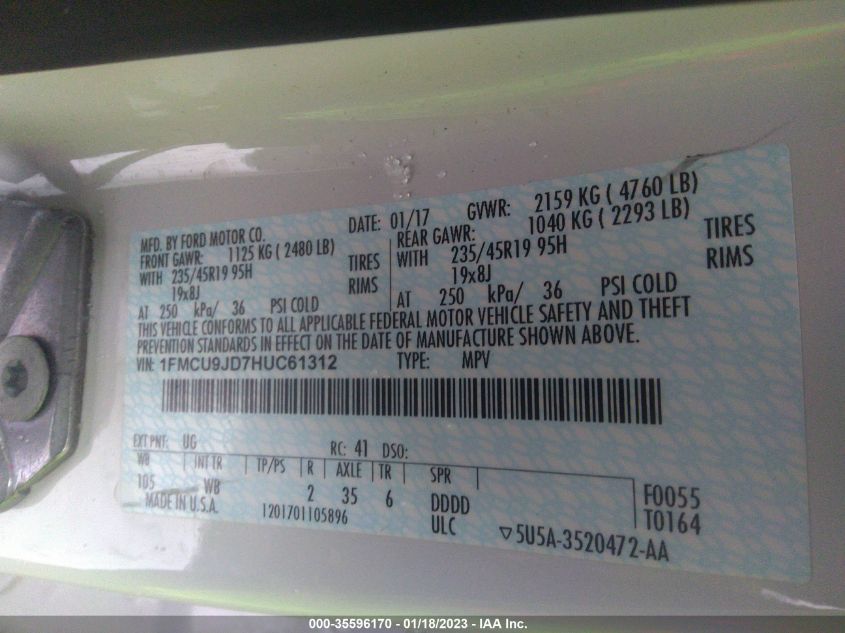 DATE: 01/17 GVWR: 2159 KG ( 4760 LB)
MFD. BY FORD MOTOR CO.
FRONT GAWR: 1125 KG ( 2480 LB) REAR GAWR: 1040 KG ( 2293 LB)
WITH 235/45R19 95H TIRES WITH 235/45R19 95H TIRES
19x8J RIMS 19x8J RIMS
AT 250 kPa/ 36 PSI COLD AT 250 kPa/ 36 PSI COLD
THIS VEHICLE CONFORMS TO ALL APPLICABLE FEDERAL MOTOR VEHICLE SAFETY AND THEFT
PREVENTION STANDARDS IN EFFECT ON THE DATE OF MANUFACTURE SHOWN ABOVE.
VIN: 1FMCU9JD7HUC61312 TYPE: MPV
EXT PNT: UG RC: 41 DSO:
WB INT TR TP/PS R AXLE TR SPR
105 WB 2 35 6 DDDD F0055
MADE IN U.S.A. 1201701105896 ULC T0164
▽5U5A-3520472-AA
000-35596170 - 01/18/2023 - IAA Inc.